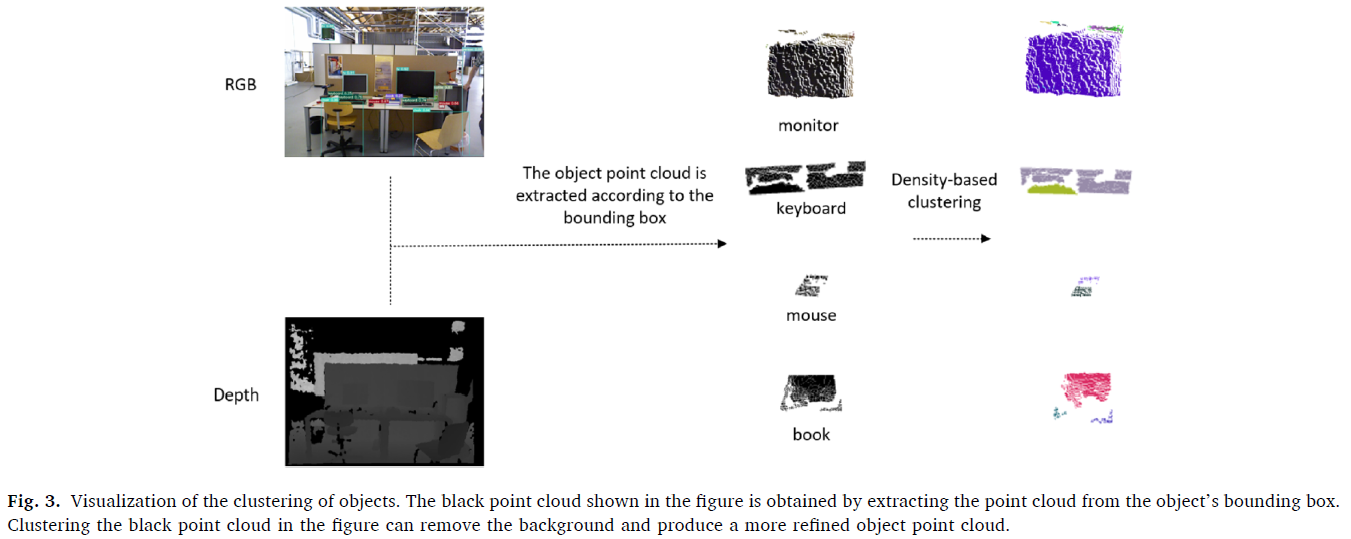 RGB
monitor
The object point cloud is
extracted according to the
bounding box
keyboard
Density-based
clustering
mouse
Depth
book
Fig. 3. Visualization of the clustering of objects. The black point cloud shown in the figure is obtained by extracting the point cloud from the object’s bounding box.
Clustering the black point cloud in the figure can remove the background and produce a more refined object point cloud.